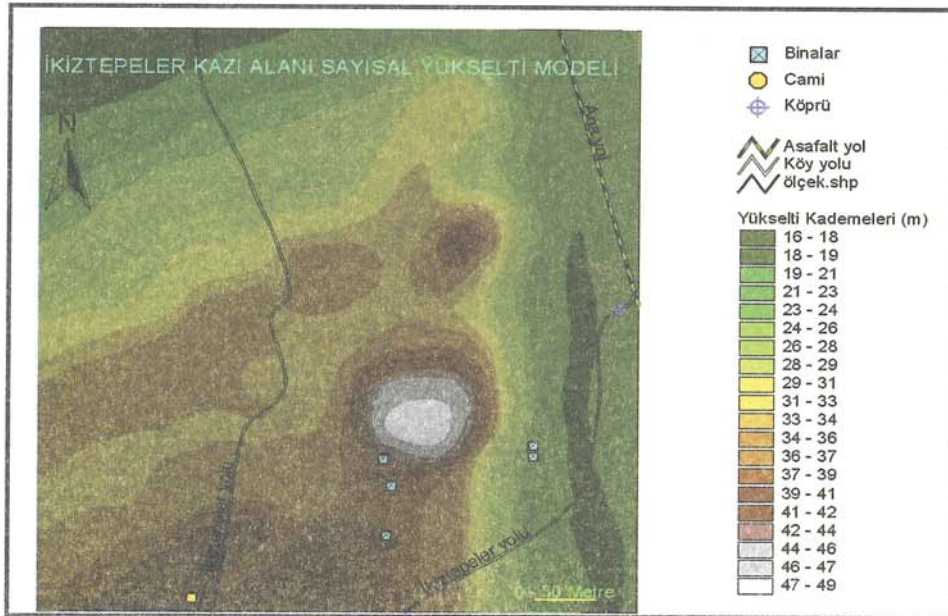 İKİZTEPELER KAZI ALANI SAYISAL YÜKSELTİ MODELİ
N
Ana yol
yolu
İkiztepeler yolu
0 50 Metre
Binalar
Cami
Köprü
Asafalt yol
Köy yolu
ölçek.shp
Yükselti Kademeleri (m)
16 - 18
18 - 19
19 - 21
21 - 23
23 - 24
24 - 26
26 - 28
28 - 29
29 - 31
31 - 33
33 - 34
34 - 36
36 - 37
37 - 39
39 - 41
41 - 42
42 - 44
44 - 46
46 - 47
47 - 49